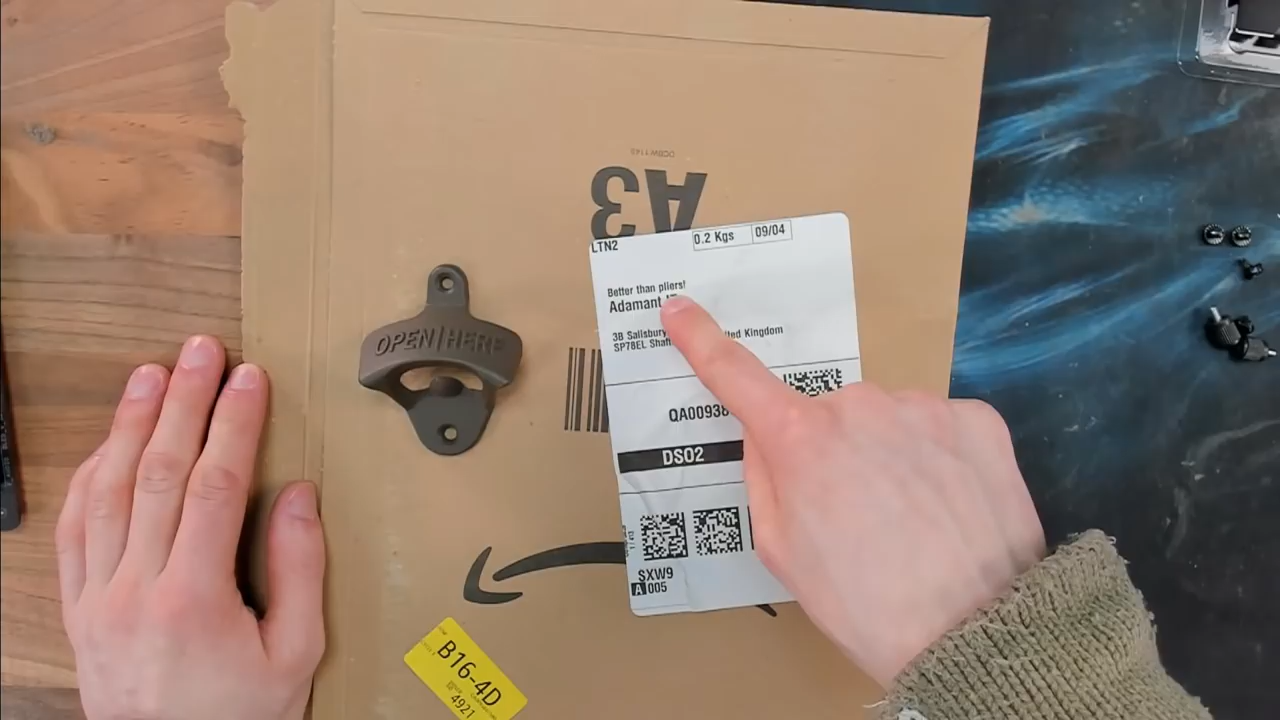 OCBW1143
A3
LTN2
0.2 Kgs
09/04
Better than pliers!
Adamant
OPEN HERE
3B Salisbury ted Kingdom
SP78EL Shaft
QA00938
DS02
SXW9
A 005
B16-4D
4921